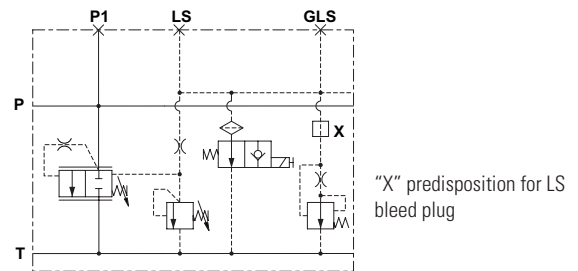 P1 LS GLS
P
X
"X" predisposition for LS
bleed plug
T